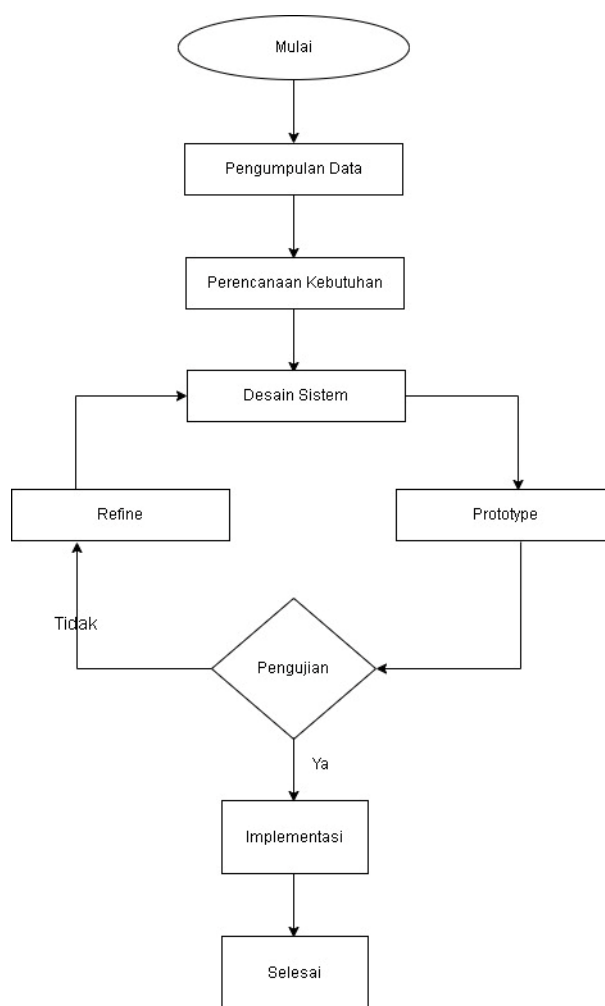 Mulai
Pengumpulan Data
Perencanaan Kebutuhan
Desain Sistem
Refine
Prototype
Tidak
Pengujian
Ya
Implementasi
Selesai